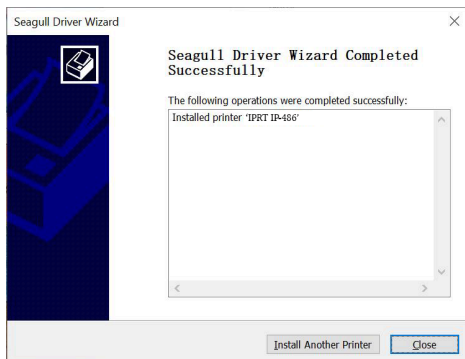 Seagull Driver Wizard
Seagull Driver Wizard Completed
Successfully
The following operations were completed successfully:
Installed printer 'IPRT IP-486'
Install Another Printer
Close